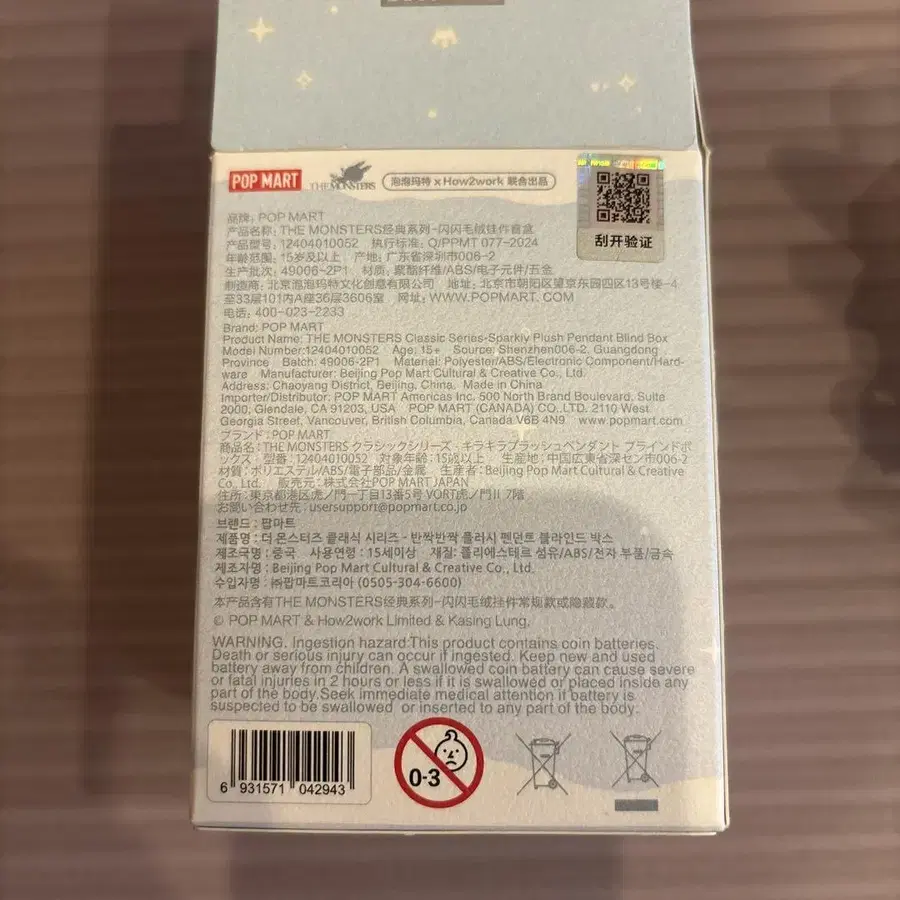 POP MART THE MONSTERS 泡泡玛特 x How2work 联合出品
刮开验证
品牌: POP MART
产品名称: THE MONSTERS经典系列-闪闪毛绒挂件盲盒
产品型号: 12404010052 执行标准: Q/PPMT 077-2024
年龄范围: 15岁及以上 产地: 广东省深圳市006-2
生产批次: 49006-2P1 材质: 聚酯纤维/ABS/电子元件/五金
制造商: 北京泡泡玛特文化创意有限公司 地址: 北京市朝阳区望京东园四区13号楼-4
至33层101内A座36层3606室 网址: WWW.POPMART.COM
电话: 400-023-2233
Brand: POP MART
Product Name: THE MONSTERS Classic Series-Sparkly Plush Pendant Blind Box
Model Number:12404010052 Age: 15+ Source: Shenzhen006-2, Guangdong
Province Batch: 49006-2P1 Material: Polyester/ABS/Electronic Component/Hard-
ware Manufacturer: Beijing Pop Mart Cultural & Creative Co., Ltd.
Address: Chaoyang District, Beijing, China. Made in China
Importer/Distributor: POP MART Americas Inc. 500 North Brand Boulevard, Suite
2000, Glendale, CA 91203, USA POP MART (CANADA) CO,.LTD. 2110 West
Georgia Street, Vancouver, British Columbia, Canada.V6B 4N9 www.popmart.com
ブランド: POP MART
商品名: THE MONSTERS クラシックシリーズ - キラキラプラッシュペンダント ブラインドボ
ックス 型番: 12404010052 対象年齢: 15歳以上 生産地: 中国広東省深セン市006-2
材質: ポリエステル/ABS/電子部品/金属 生産者: Beijing Pop Mart Cultural & Creative
Co., Ltd. 販売元: 株式会社POP MART JAPAN
住所: 東京都港区虎ノ門一丁目13番5号 VORT虎ノ門II 7階
お問い合わせ先: usersupport@popmart.co.jp
브랜드 : 팝마트
제품명 : 더 몬스터즈 클래식 시리즈 - 반짝반짝 플러시 펜던트 블라인드 박스
제조국명 : 중국 사용연령 : 15세이상 재질: 폴리에스테르 섬유/ABS/전자 부품/금속
제조자명 : Beijing Pop Mart Cultural & Creative Co,. Ltd.
수입자명 : ㈜팝마트코리아 (0505-304-6600)
本产品含有THE MONSTERS经典系列-闪闪毛绒挂件常规款或隐藏款。
© POP MART & How2work Limited & Kasing Lung.
WARNING. Ingestion hazard:This product contains coin batteries.
Death or serious injury can occur if ingested. Keep new and used
battery away from children. A swallowed coin battery can cause severe
or fatal injuries in 2 hours or less if it is swallowed or placed inside any
part of the body.Seek immediate medical attention if battery is
suspected to be swallowed or inserted to any part of the body.
0-3
6 931571 042943